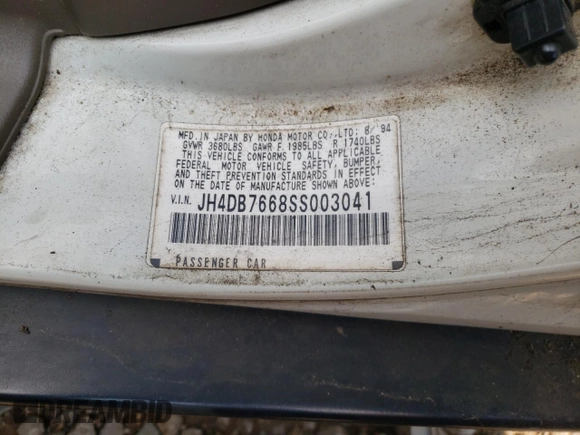 MFD. IN JAPAN BY HONDA MOTOR CO., LTD; 8/94
GVWR 3680LBS GAWR F 1985LBS R 1740LBS
THIS VEHICLE CONFORMS TO ALL APPLICABLE
FEDERAL MOTOR VEHICLE SAFETY, BUMPER,
AND THEFT PREVENTION STANDARDS IN EFFECT
ON THE DATE OF MANUFACTURE SHOWN ABOVE:
V.I.N. JH4DB7668SS003041
PASSENGER CAR
DREAMBID